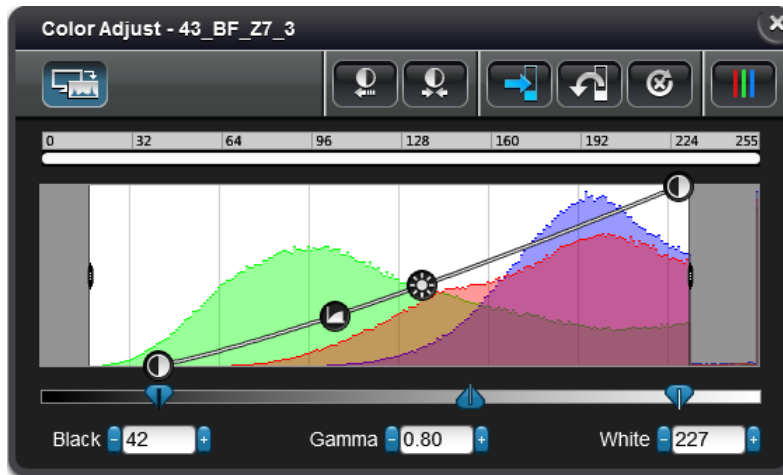 Color Adjust - 43_BF_Z7_3
0 32 64 96 128 160 192 224 255
Black - 42 + Gamma - 0.80 + White - 227 +